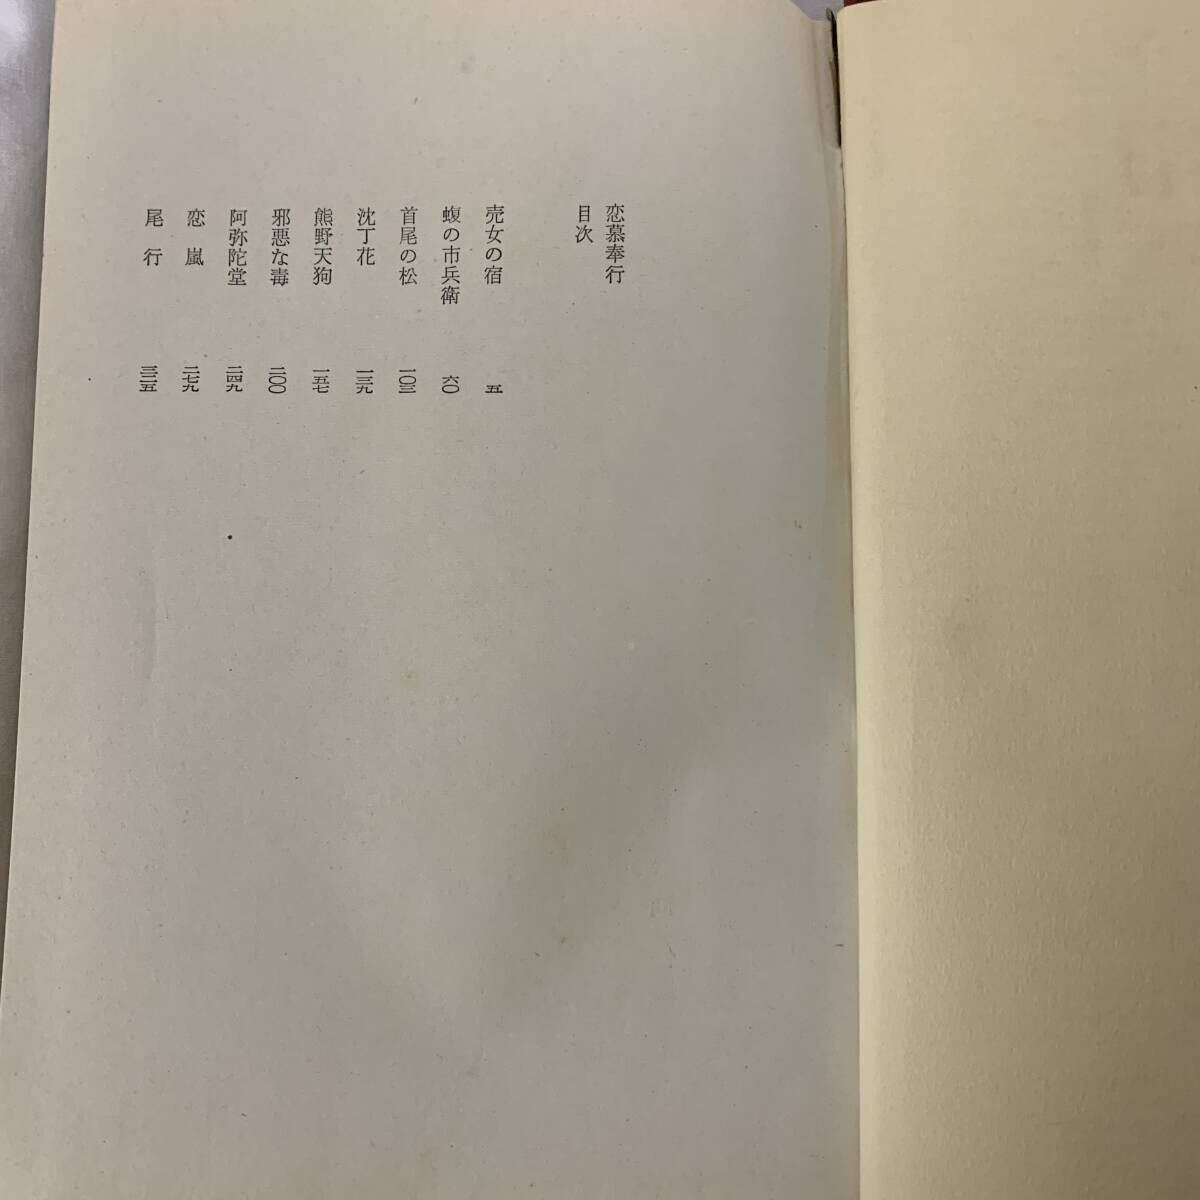 恋慕奉行
目次
売女の宿 五
蝮の市兵衛 六〇
首尾の松 一〇三
沈丁花 一三九
熊野天狗 一五七
邪悪な毒 二〇〇
阿弥陀堂 二四九
恋嵐 二七九
尾行